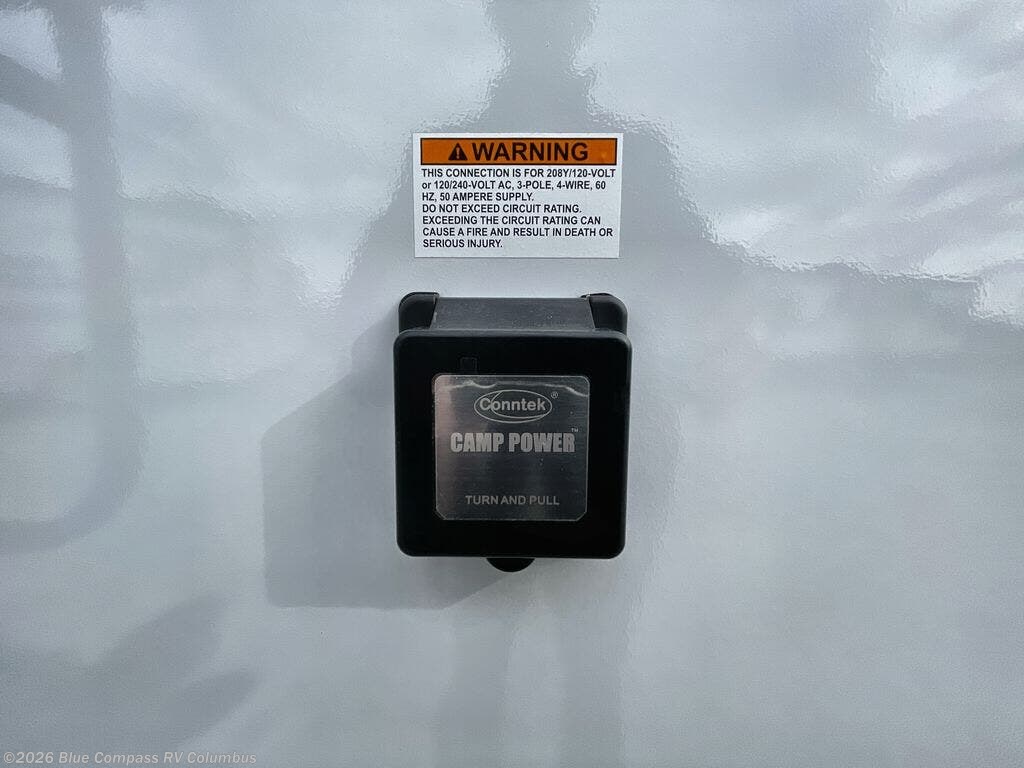 ⚠ WARNING
THIS CONNECTION IS FOR 208Y/120-VOLT
or 120/240-VOLT AC, 3-POLE, 4-WIRE, 60
HZ, 50 AMPERE SUPPLY.
DO NOT EXCEED CIRCUIT RATING.
EXCEEDING THE CIRCUIT RATING CAN
CAUSE A FIRE AND RESULT IN DEATH OR
SERIOUS INJURY.
Conntek®
CAMP POWER™
TURN AND PULL
©2026 Blue Compass RV Columbus